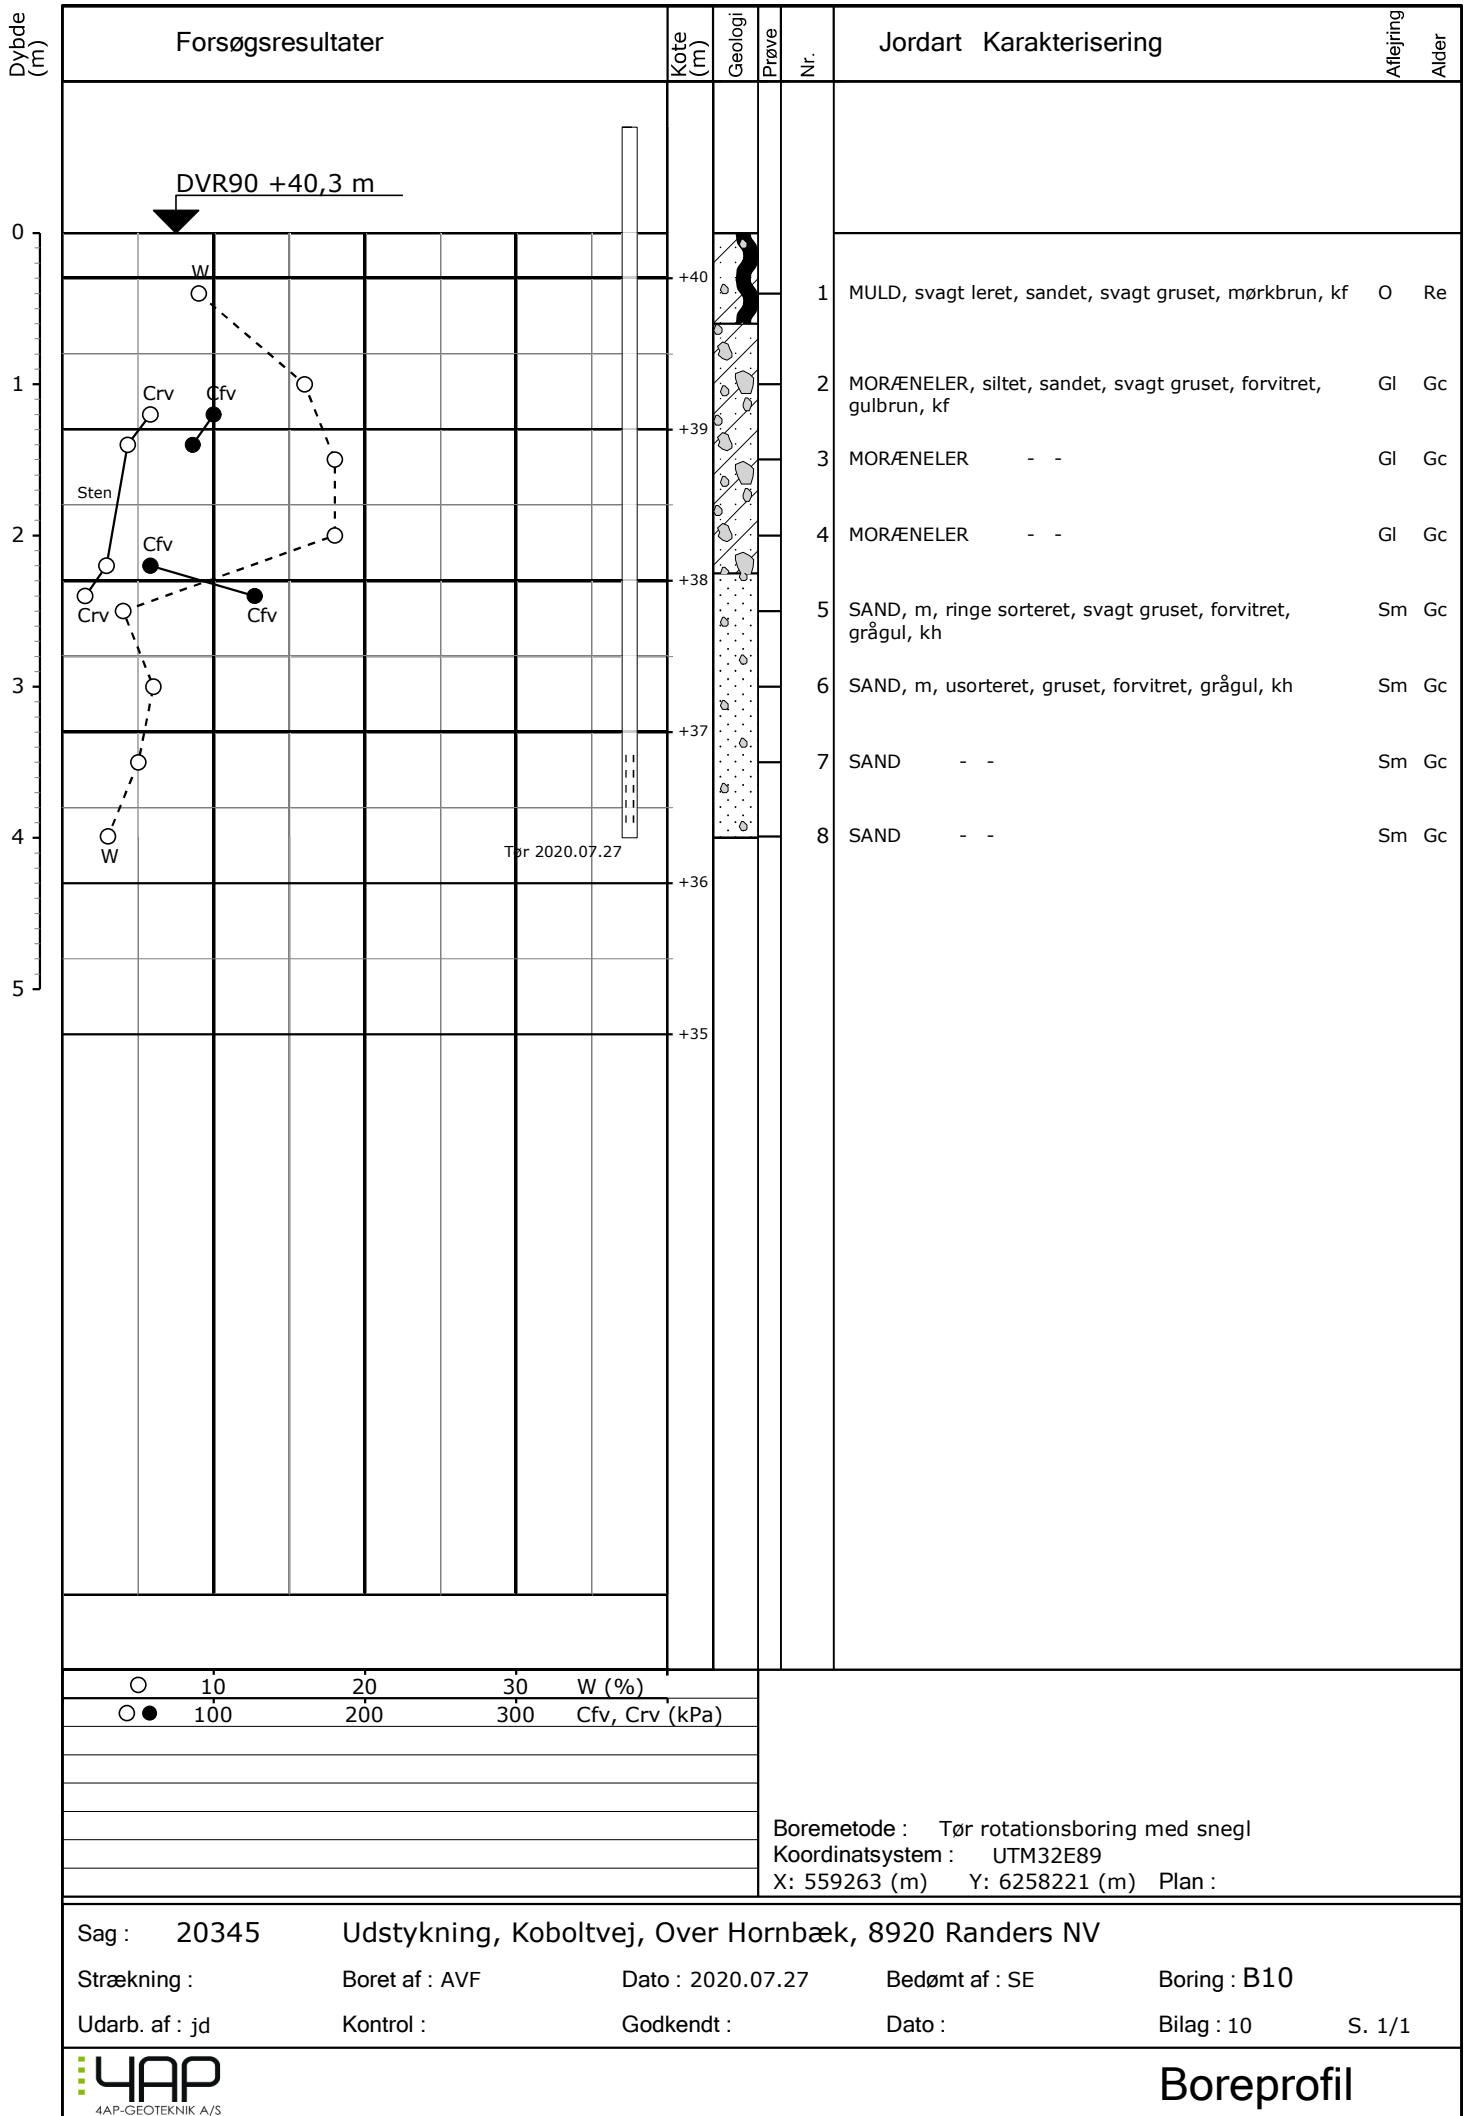 Dybde (m)
Forsøgsresultater
Kote (m)
Geologi
Prøve
Nr.
Jordart Karakterisering
Aflejring
Alder
DVR90 +40,3 m
0
W
+40
1 MULD, svagt leret, sandet, svagt gruset, mørkbrun, kf O Re
1
Crv
Cfv
2 MORÆNELER, siltet, sandet, svagt gruset, forvitret, Gl Gc
gulbrun, kf
+39
3 MORÆNELER - - Gl Gc
Sten
2
Cfv
4 MORÆNELER - - Gl Gc
+38
Crv
Cfv
5 SAND, m, ringe sorteret, svagt gruset, forvitret, Sm Gc
grågul, kh
3
6 SAND, m, usorteret, gruset, forvitret, grågul, kh Sm Gc
+37
7 SAND - - Sm Gc
4
W
Tør 2020.07.27
8 SAND - - Sm Gc
+36
5
+35
10 20 30 W (%)
100 200 300 Cfv, Crv (kPa)
Boremetode : Tør rotationsboring med snegl
Koordinatsystem : UTM32E89
X: 559263 (m) Y: 6258221 (m) Plan :
Sag : 20345 Udstykning, Koboltvej, Over Hornbæk, 8920 Randers NV
Strækning : Boret af : AVF Dato : 2020.07.27 Bedømt af : SE Boring : B10
Udarb. af : jd Kontrol : Godkendt : Dato : Bilag : 10 S. 1/1
4AP
4AP-GEOTEKNIK A/S
Boreprofil